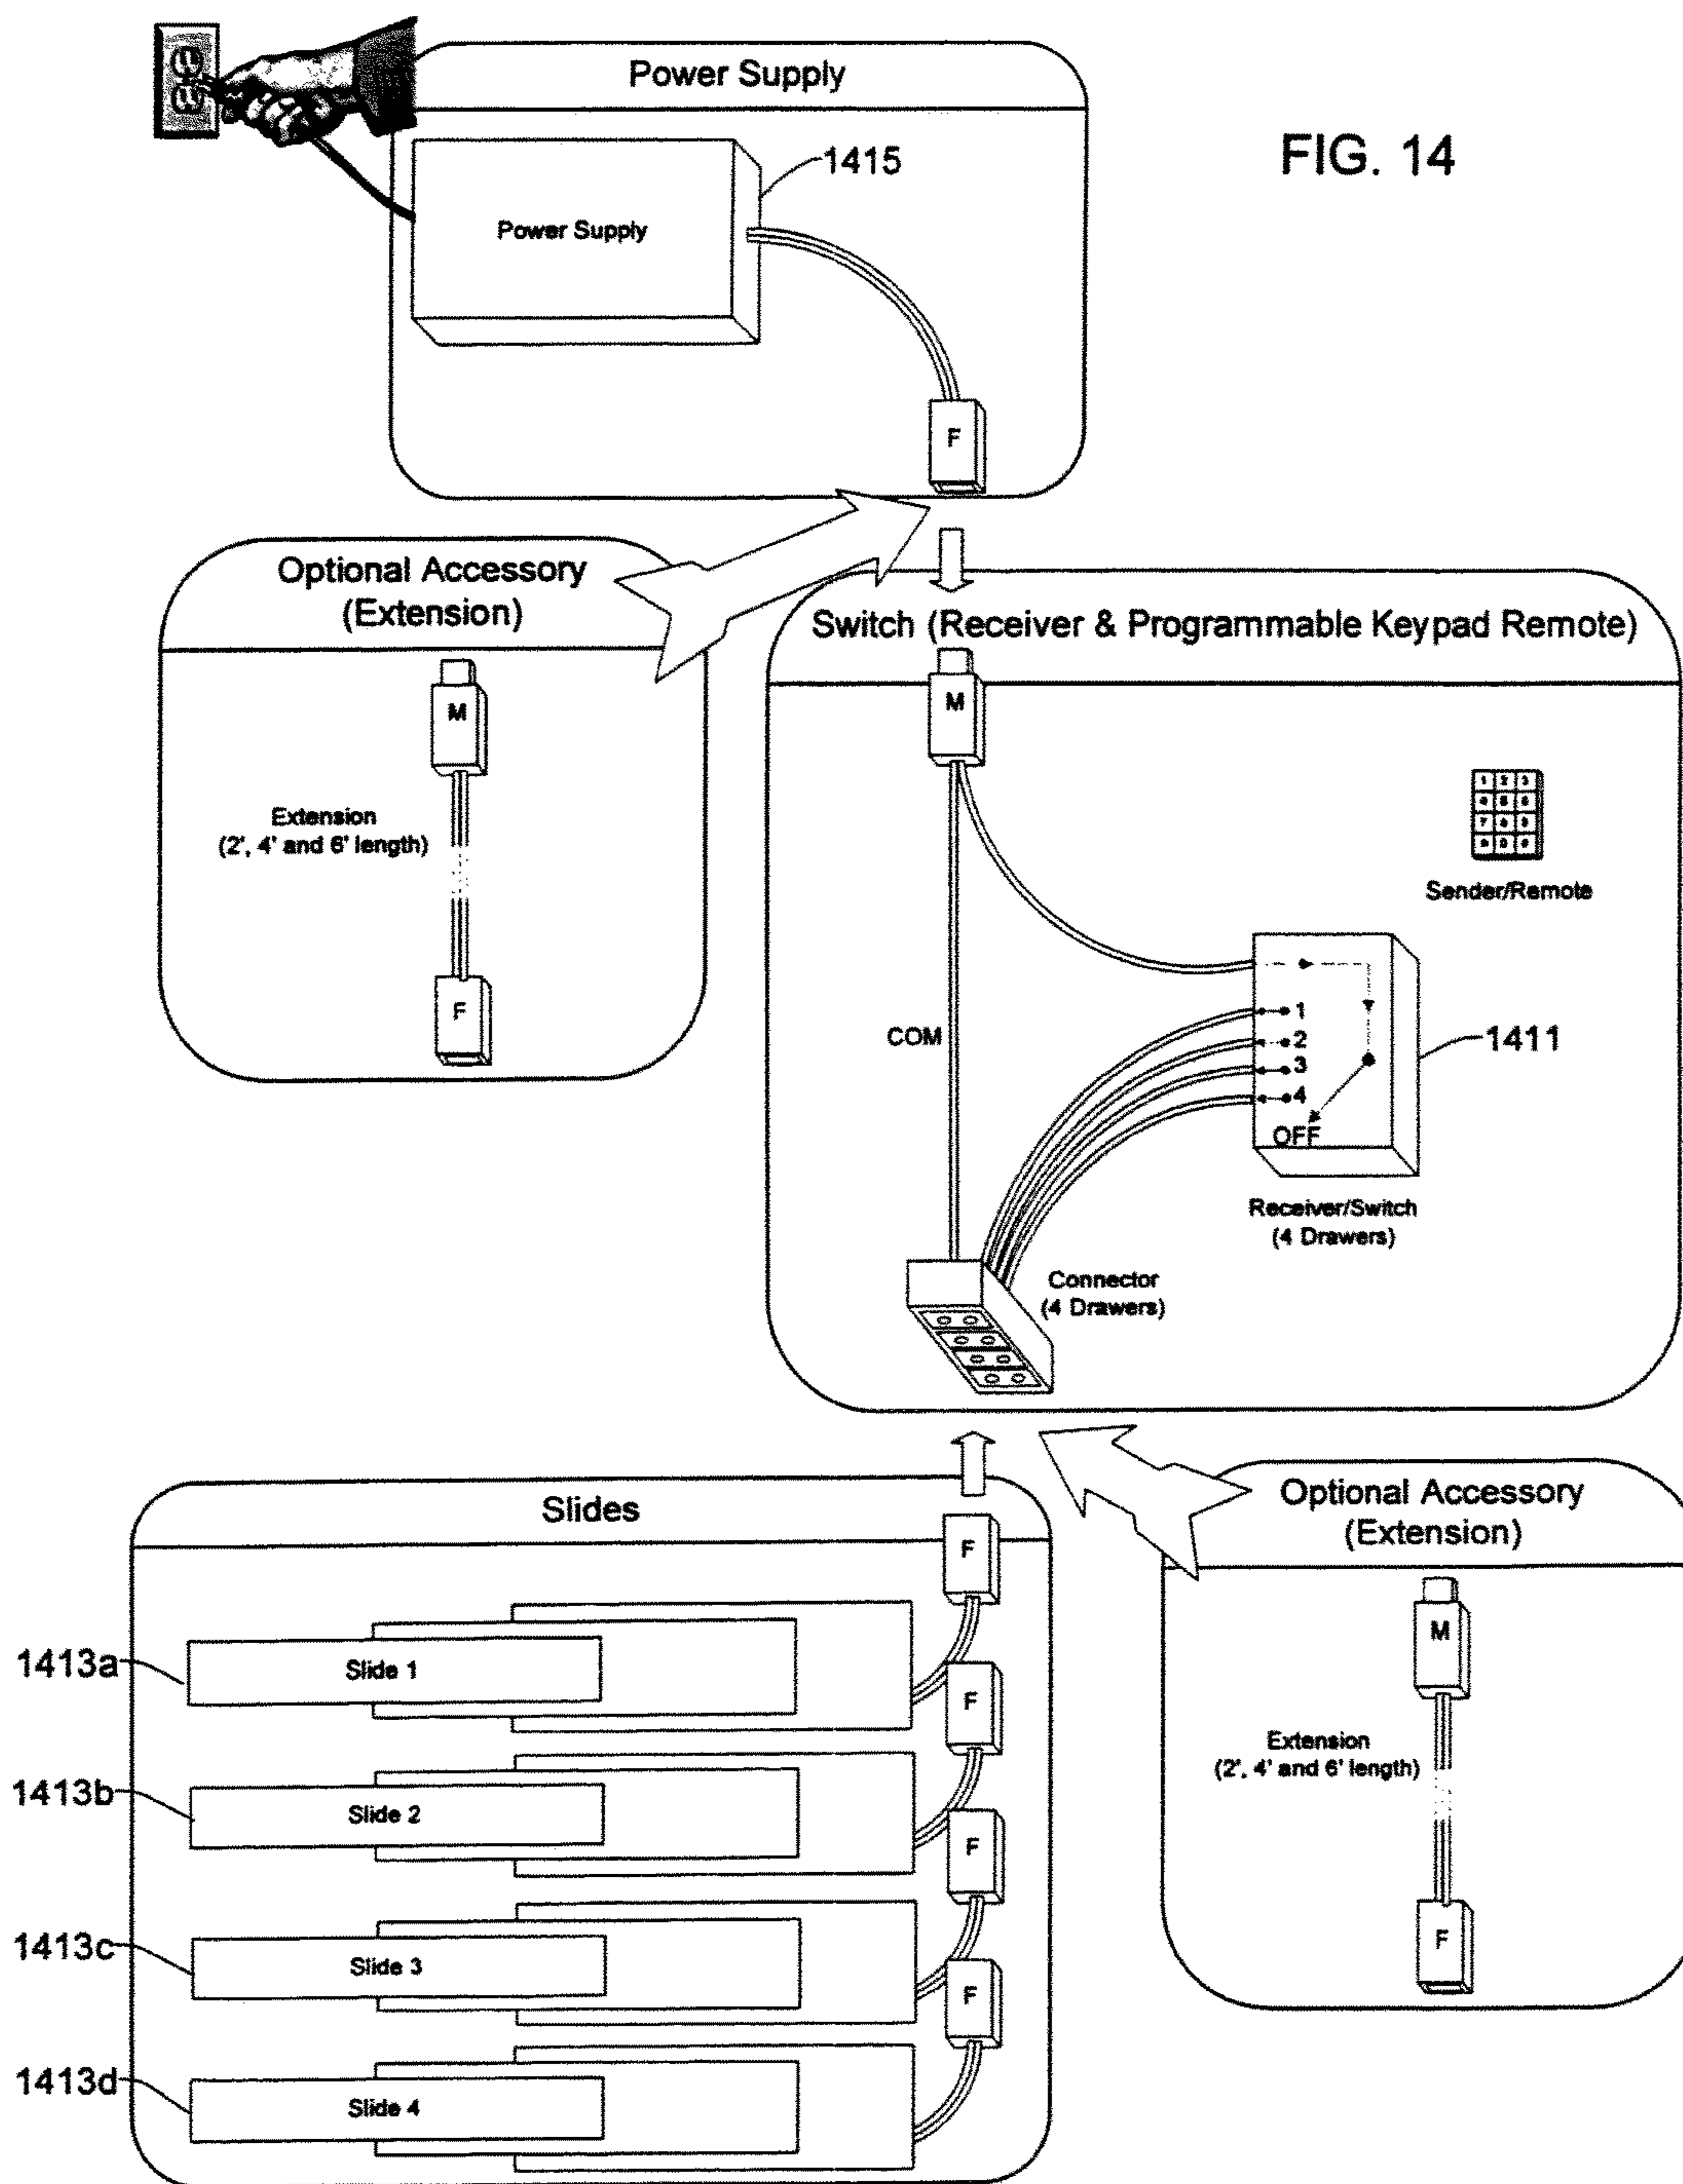 FIG. 14
Power Supply
1415
Power Supply
F
Optional Accessory
(Extension)
M
Extension
(2', 4' and 6' length)
F
Switch (Receiver & Programmable Keypad Remote)
M
1 2 3
Sender/Remote
COM
1
2
3
4
OFF
1411
Receiver/Switch
(4 Drawers)
Connector
(4 Drawers)
Slides
F
1413a
Slide 1
F
1413b
Slide 2
F
1413c
Slide 3
F
1413d
Slide 4
Optional Accessory
(Extension)
M
Extension
(2', 4' and 6' length)
F